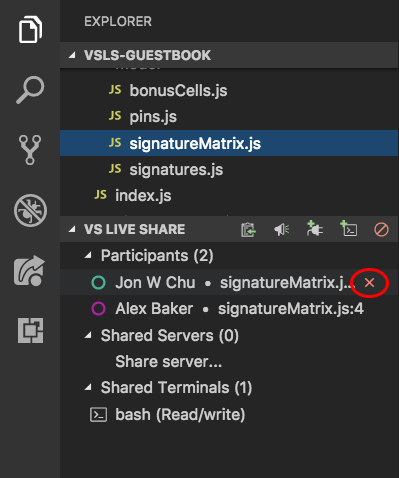 EXPLORER
VSLS-GUESTBOOK
JS bonusCells.js
JS pins.js
JS signatureMatrix.js
JS signatures.js
JS index.js
VS LIVE SHARE
Participants (2)
Jon W Chu • signatureMatrix.j...
Alex Baker • signatureMatrix.js:4
Shared Servers (0)
Share server...
Shared Terminals (1)
bash (Read/write)